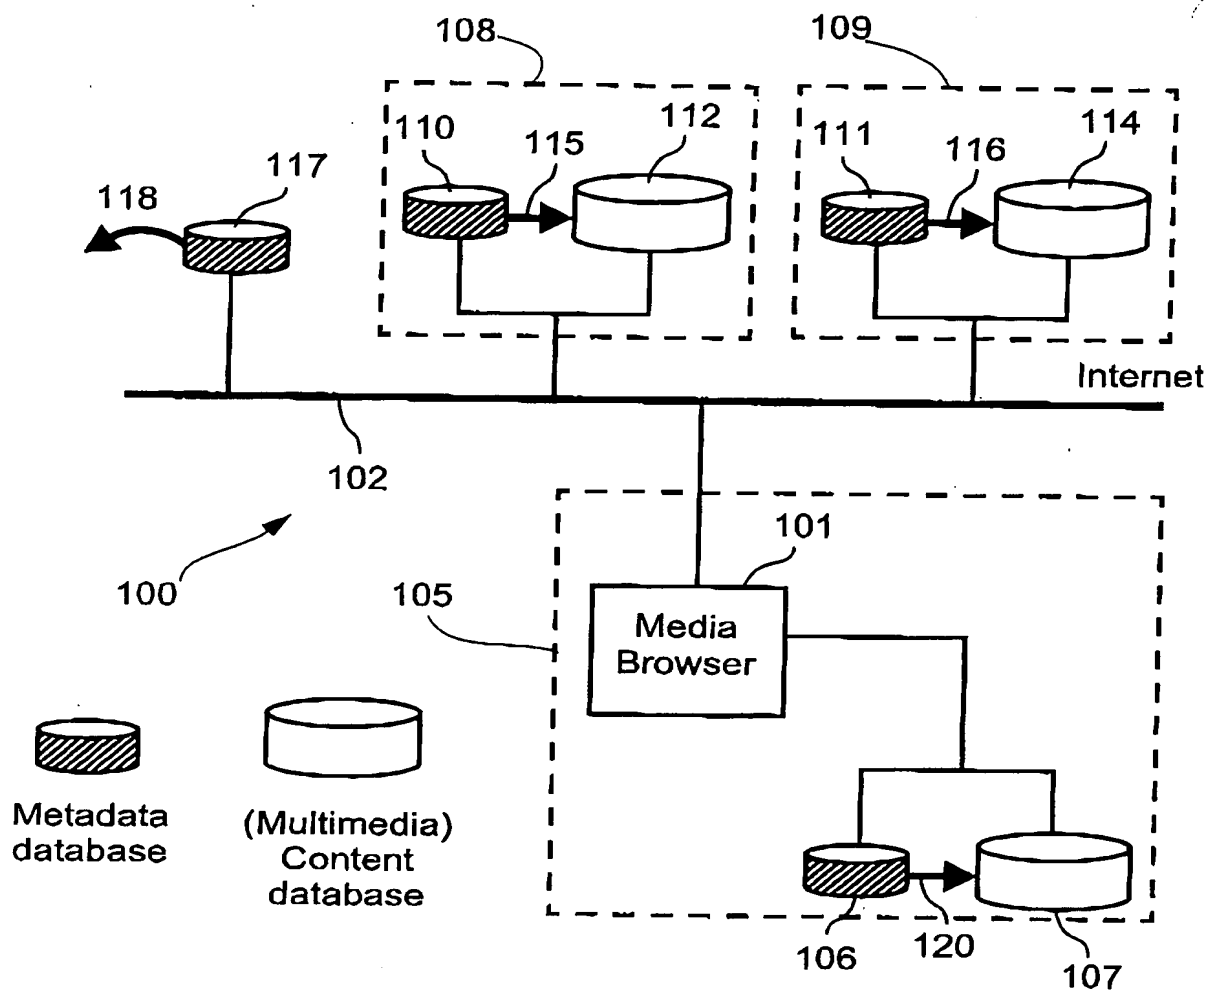 108
109
110
115
112
111
116
114
117
118
Internet
102
100
101
105
Media
Browser
Metadata
database
(Multimedia)
Content
database
106
120
107